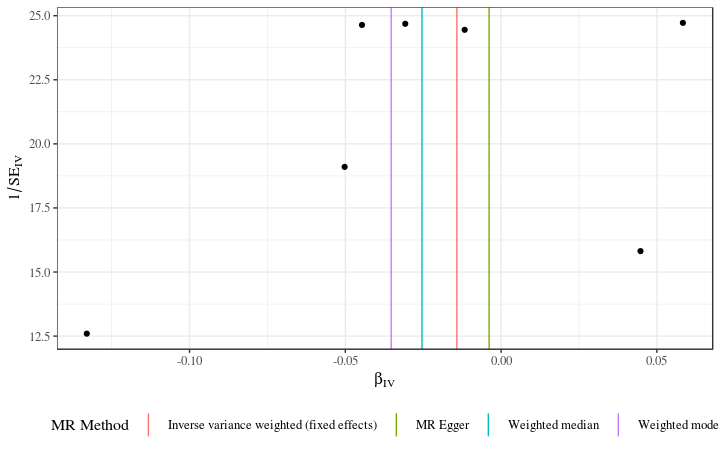 25.0
22.5
20.0
17.5
15.0
12.5
1/SE_IV
-0.10 -0.05 0.00 0.05
β_IV
MR Method Inverse variance weighted (fixed effects) MR Egger Weighted median Weighted mode